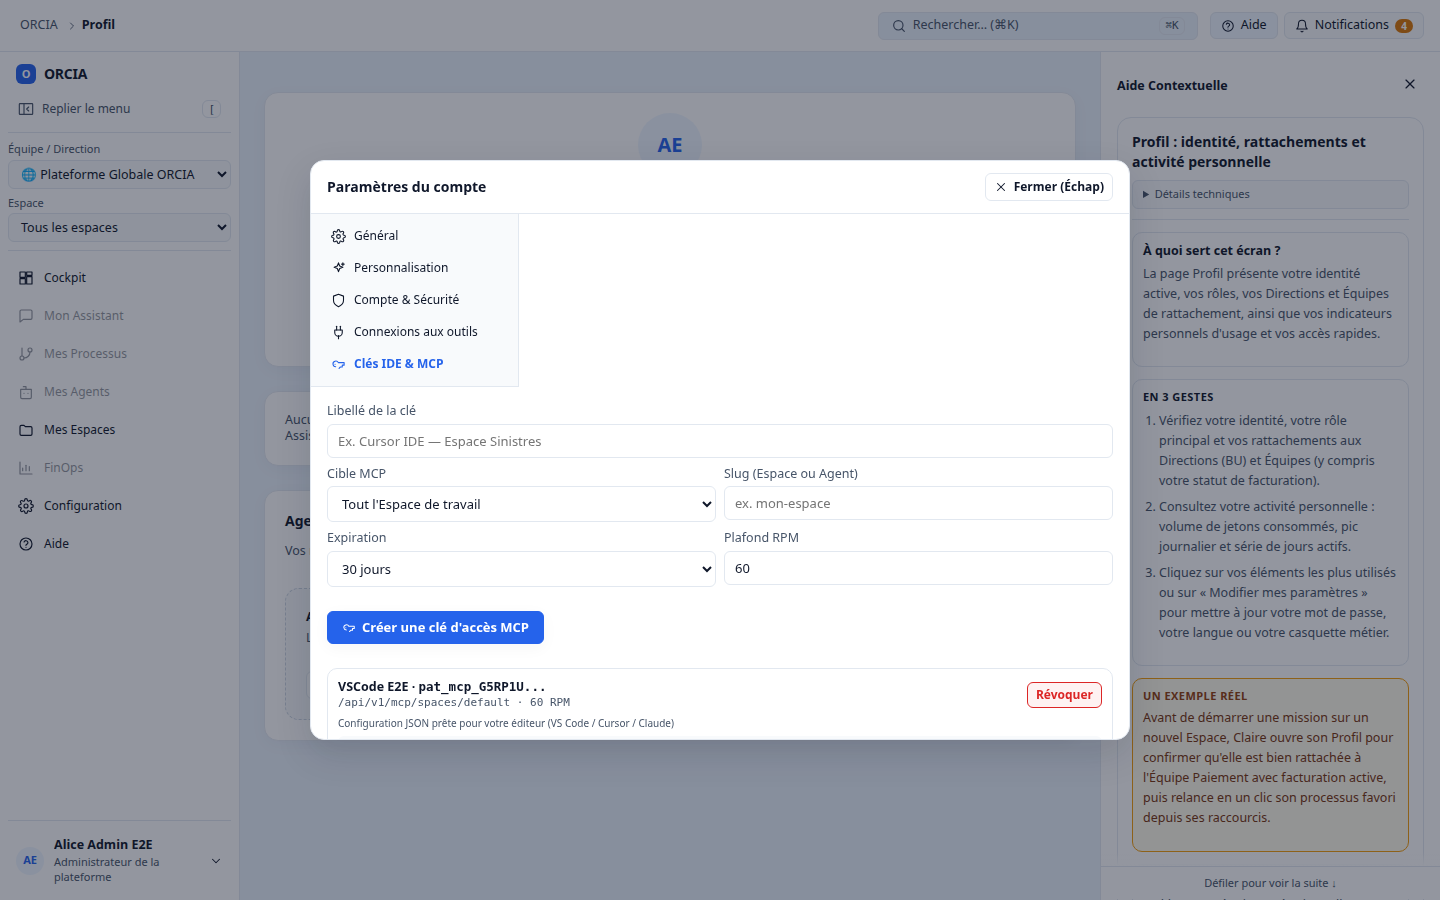 ORCIA
Profil
Rechercher... (⌘K)
⌘K
Aide
Notifications
4
O
ORCIA
Replier le menu
[
Équipe / Direction
🌐 Plateforme Globale ORCIA
Espace
Tous les espaces
Cockpit
Mon Assistant
Mes Processus
Mes Agents
Mes Espaces
FinOps
Configuration
Aide
AE
Alice Admin E2E
Administrateur de la
plateforme
AE
Paramètres du compte
Fermer (Échap)
Général
Personnalisation
Compte & Sécurité
Connexions aux outils
Clés IDE & MCP
Libellé de la clé
Ex. Cursor IDE — Espace Sinistres
Cible MCP
Slug (Espace ou Agent)
Tout l'Espace de travail
ex. mon-espace
Expiration
Plafond RPM
30 jours
60
Créer une clé d'accès MCP
VSCode E2E · pat_mcp_G5RP1U...
/api/v1/mcp/spaces/default · 60 RPM
Révoquer
Configuration JSON prête pour votre éditeur (VS Code / Cursor / Claude)
Vos
Aide Contextuelle
Profil : identité, rattachements et
activité personnelle
Détails techniques
À quoi sert cet écran ?
La page Profil présente votre identité
active, vos rôles, vos Directions et Équipes
de rattachement, ainsi que vos indicateurs
personnels d'usage et vos accès rapides.
EN 3 GESTES
1. Vérifiez votre identité, votre rôle
principal et vos rattachements aux
Directions (BU) et Équipes (y compris
votre statut de facturation).
2. Consultez votre activité personnelle :
volume de jetons consommés, pic
journalier et série de jours actifs.
3. Cliquez sur vos éléments les plus utilisés
ou sur « Modifier mes paramètres »
pour mettre à jour votre mot de passe,
votre langue ou votre casquette métier.
UN EXEMPLE RÉEL
Avant de démarrer une mission sur un
nouvel Espace, Claire ouvre son Profil pour
confirmer qu'elle est bien rattachée à
l'Équipe Paiement avec facturation active,
puis relance en un clic son processus favori
depuis ses raccourcis.
Défiler pour voir la suite ↓